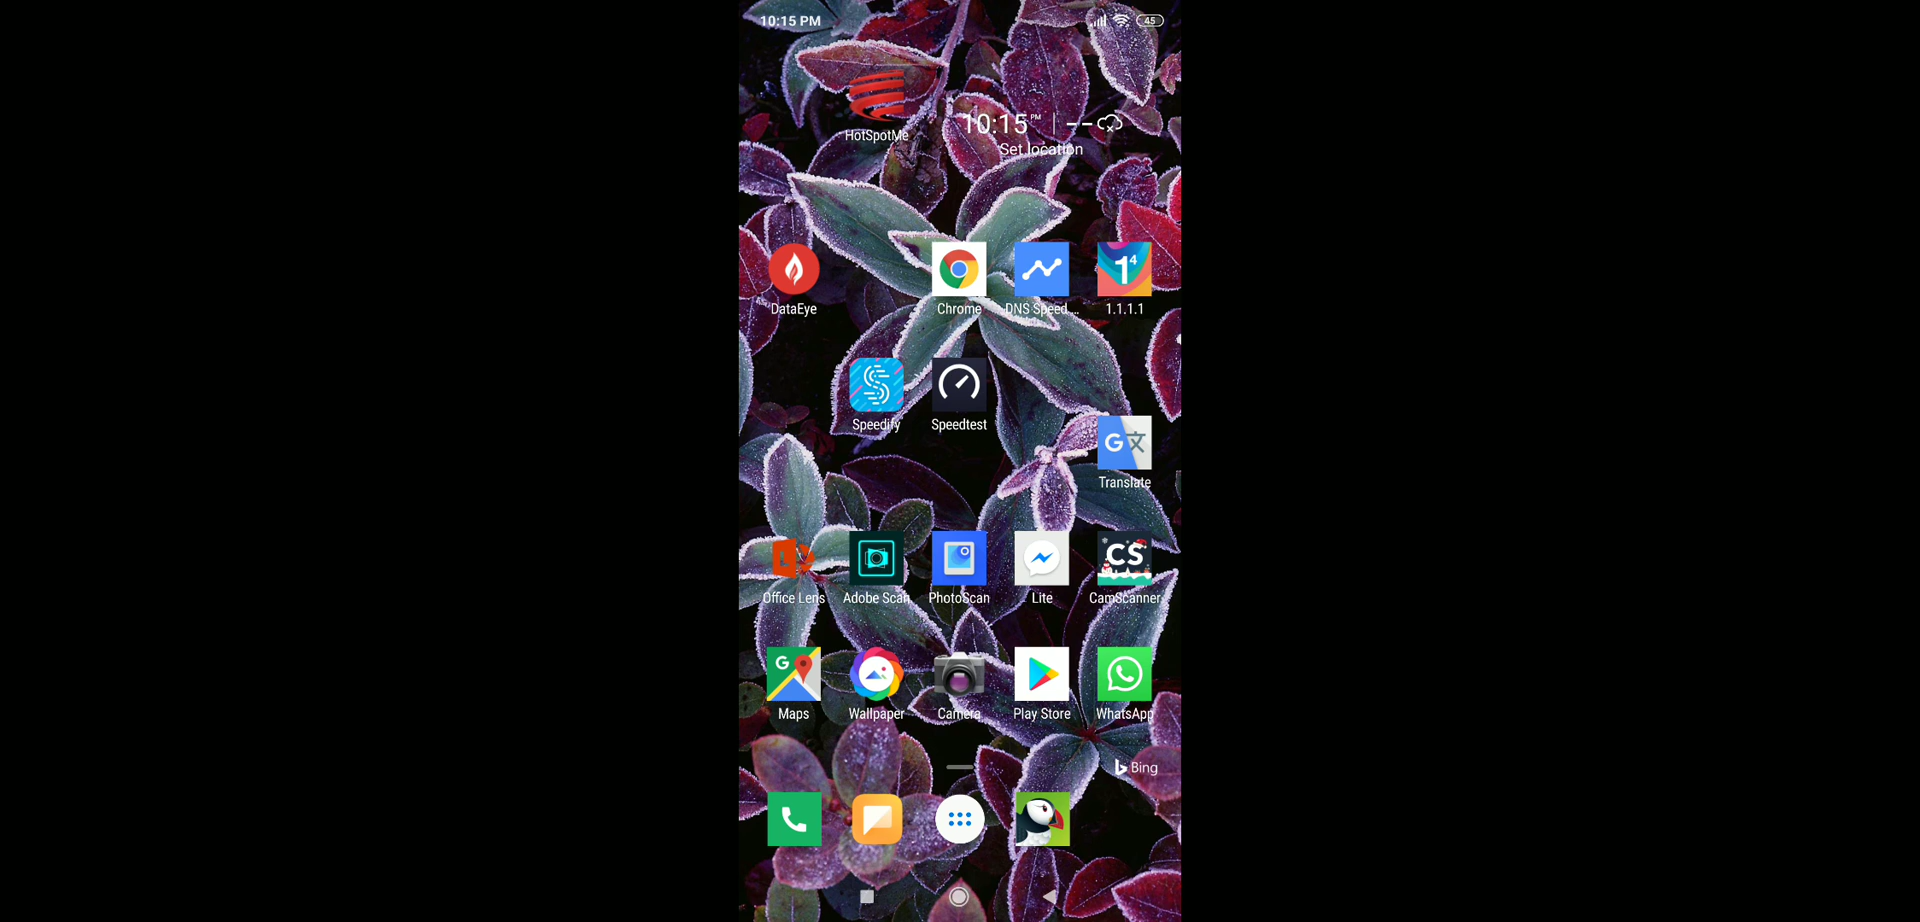 10:15 PM
45
HotSpotMe
10:15 PM
Set location
DataEye
Chrome
DNS Speed ...
1.1.1.1
Speedify
Speedtest
Translate
Office Lens
Adobe Scan
PhotoScan
Lite
CS
CamScanner
Maps
Wallpaper
Camera
Play Store
WhatsApp
Bing